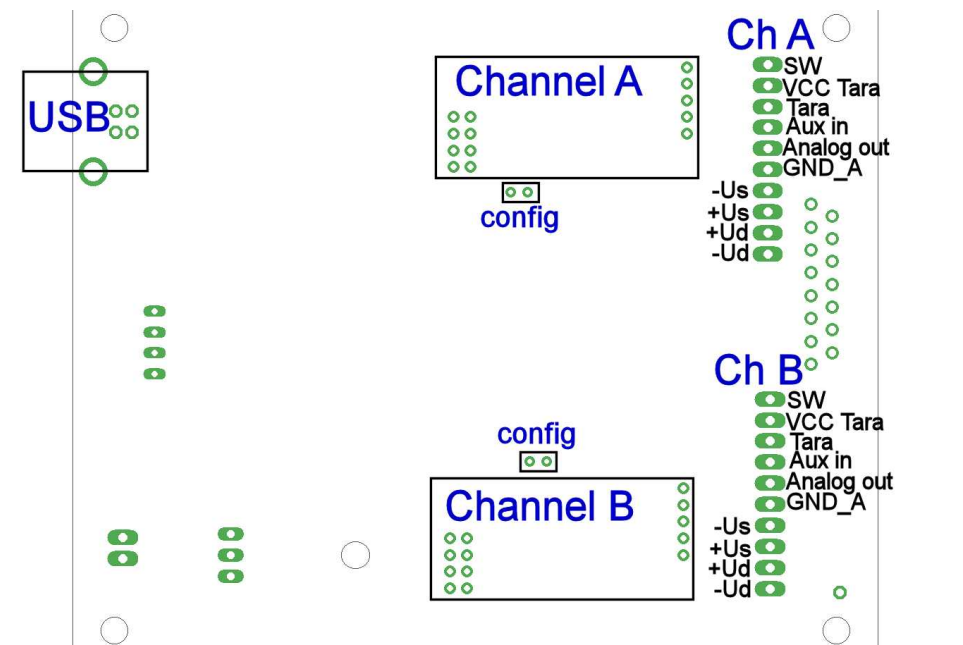 Ch A
USB
Channel A
SW
VCC Tara
Tara
Aux in
Analog out
GND_A
-Us
config
+Us
+Ud
-Ud
Ch B
SW
VCC Tara
Tara
config
Aux in
Analog out
Channel B
GND_A
-Us
+Us
+Ud
-Ud